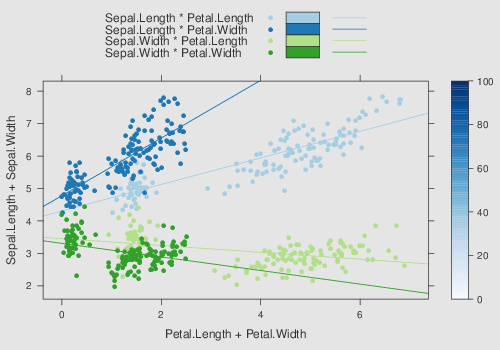 Sepal.Length * Petal.Length
Sepal.Length * Petal.Width
Sepal.Width * Petal.Length
Sepal.Width * Petal.Width
Sepal.Length + Sepal.Width
8
7
6
5
4
3
2
0
2
4
6
Petal.Length + Petal.Width
100
80
60
40
20
0